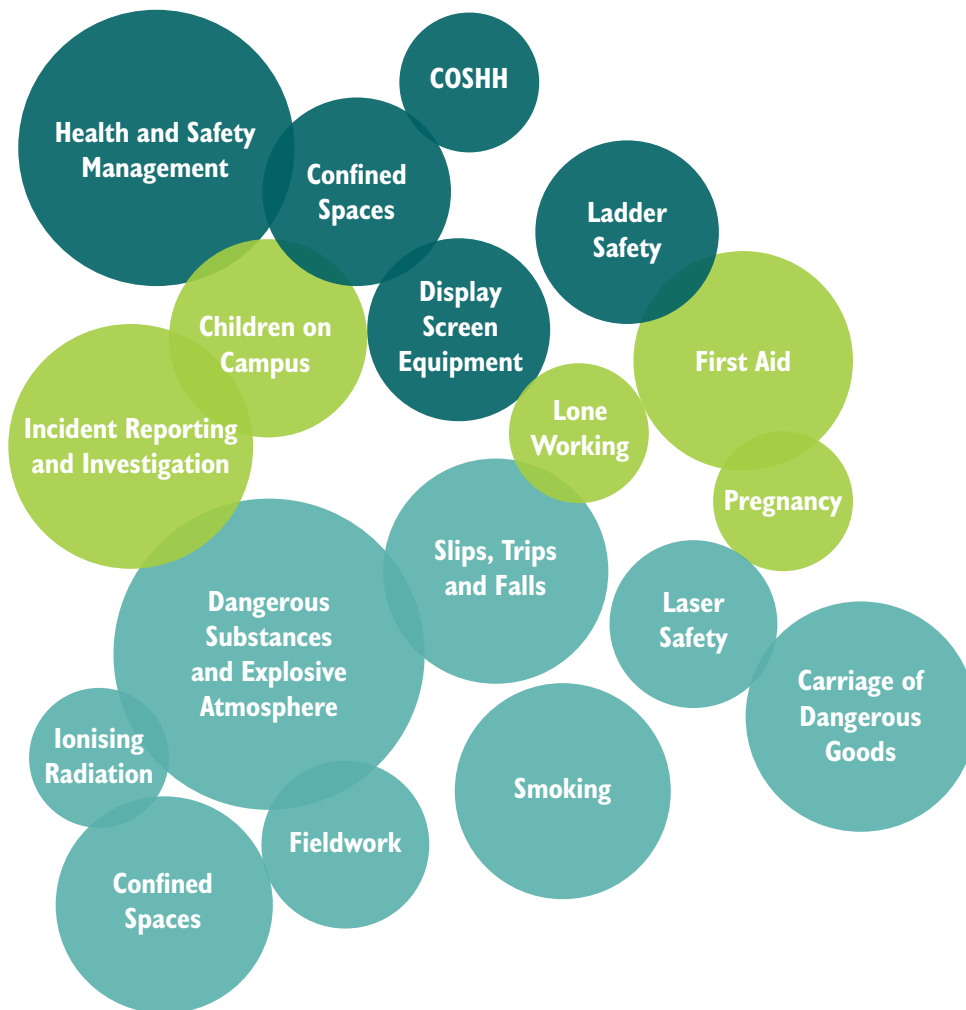 COSHH
Health and Safety
Management
Confined
Spaces
Ladder
Safety
Display
Screen
Equipment
Children on
Campus
First Aid
Lone
Working
Incident Reporting
and Investigation
Pregnancy
Slips, Trips
and Falls
Dangerous
Substances
and Explosive
Atmosphere
Laser
Safety
Carriage of
Dangerous
Goods
Ionising
Radiation
Smoking
Fieldwork
Confined
Spaces